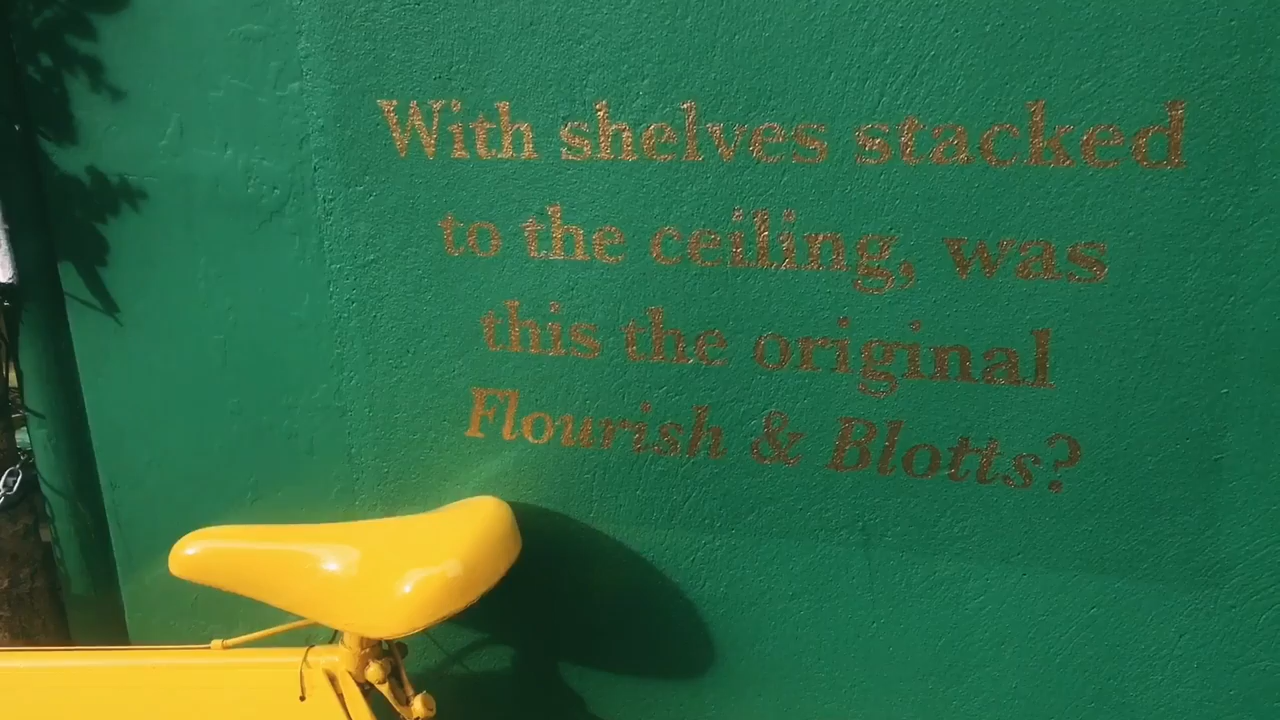 With shelves stacked
to the ceiling, was
this the original
Flourish & Blotts?